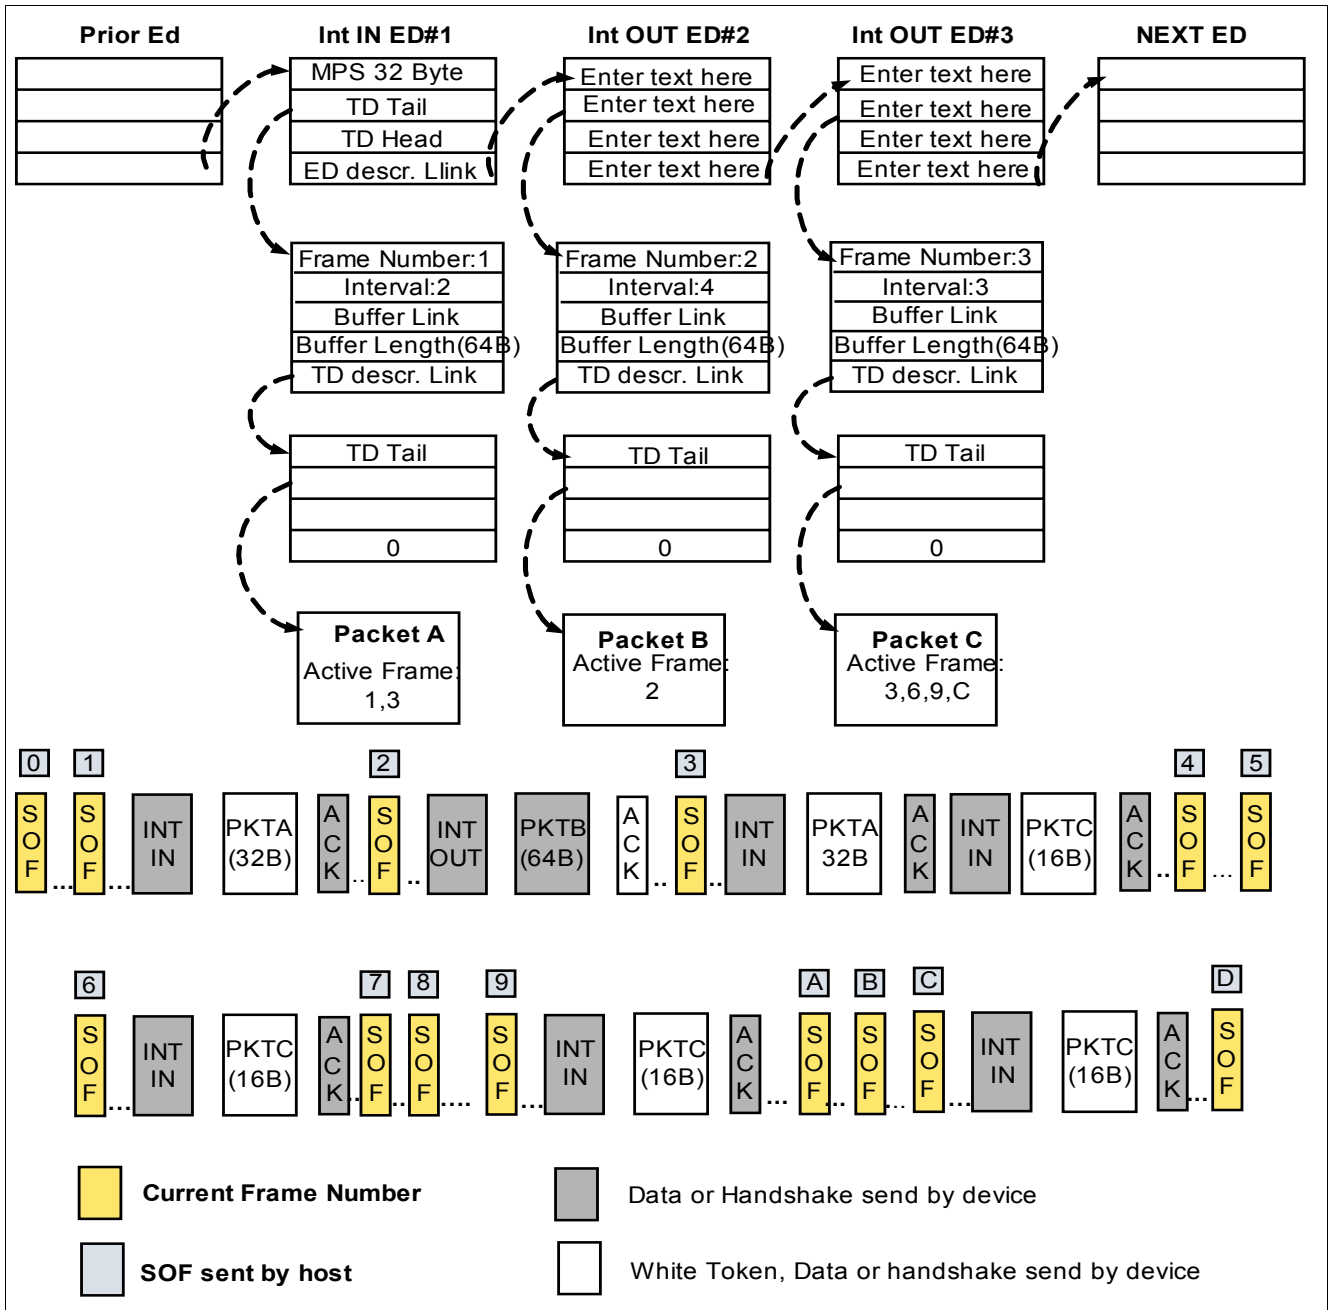 Prior Ed
Int IN ED#1
Int OUT ED#2
Int OUT ED#3
NEXT ED
MPS 32 Byte
TD Tail
TD Head
ED descr. Llink
Enter text here
Enter text here
Enter text here
Enter text here
Enter text here
Enter text here
Enter text here
Enter text here
Frame Number:1
Interval:2
Buffer Link
Buffer Length(64B)
TD descr. Link
Frame Number:2
Interval:4
Buffer Link
Buffer Length(64B)
TD descr. Link
Frame Number:3
Interval:3
Buffer Link
Buffer Length(64B)
TD descr. Link
TD Tail
0
TD Tail
0
TD Tail
0
Packet A
Active Frame:
1,3
Packet B
Active Frame:
2
Packet C
Active Frame:
3,6,9,C
0
1
2
3
4
5
SOF
...
SOF
...
INT
IN
PKTA
(32B)
ACK
...
SOF
..
INT
OUT
PKTB
(64B)
ACK
..
SOF
..
INT
IN
PKTA
32B
ACK
INT
IN
PKTC
(16B)
ACK
..
SOF
...
SOF
6
7
8
9
A
B
C
D
SOF
...
INT
IN
PKTC
(16B)
ACK
..
SOF
..
SOF
....
SOF
...
INT
IN
PKTC
(16B)
ACK
...
SOF
...
SOF
...
SOF
...
INT
IN
PKTC
(16B)
ACK
...
SOF
Current Frame Number
Data or Handshake send by device
SOF sent by host
White Token, Data or handshake send by device